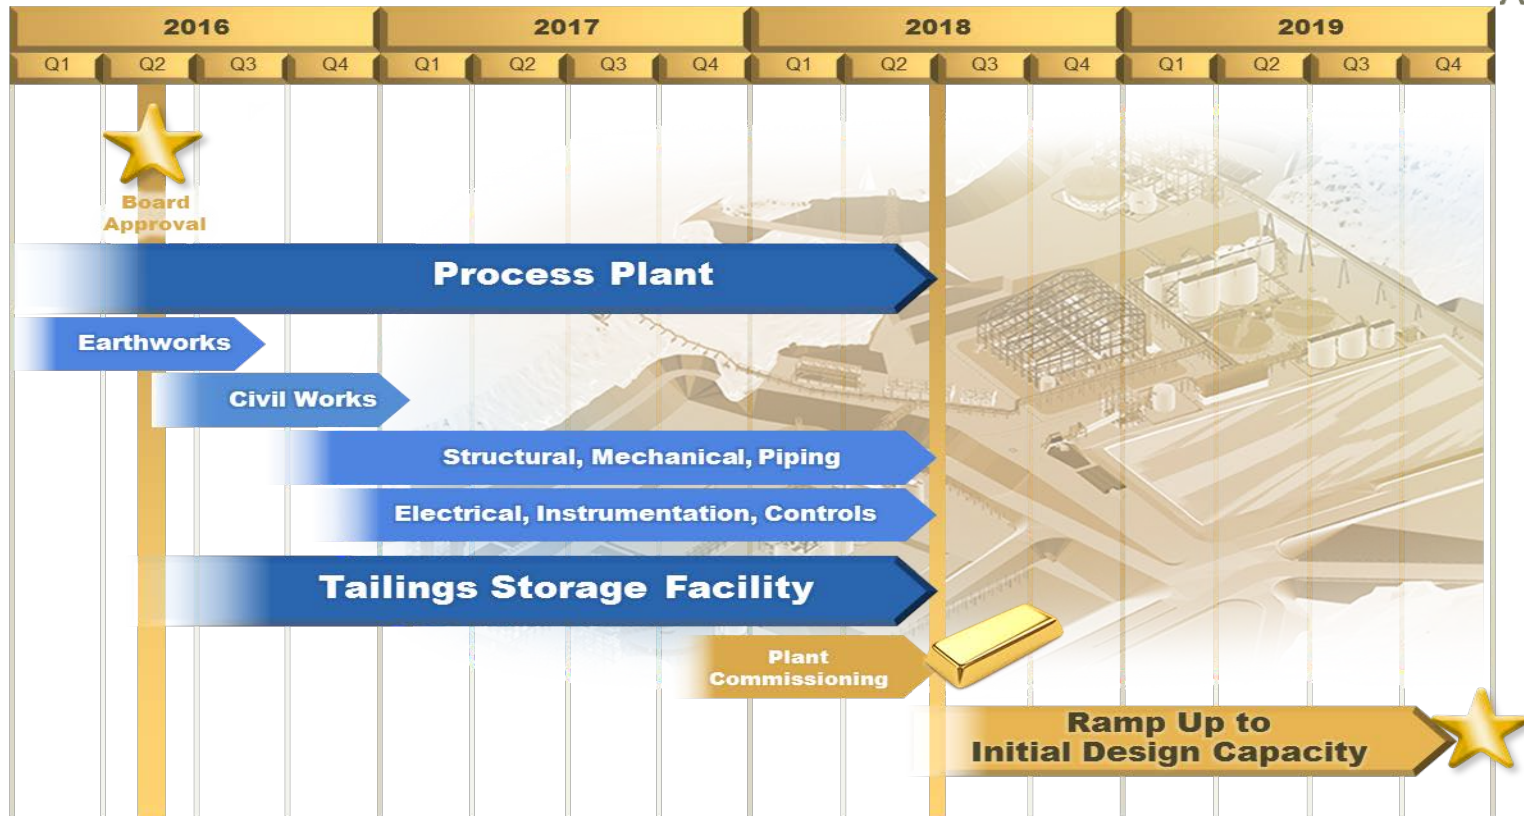 2016 2017 2018 2019
Q1 Q2 Q3 Q4 Q1 Q2 Q3 Q4 Q1 Q2 Q3 Q4 Q1 Q2 Q3 Q4
Board
Approval
Process Plant
Earthworks
Civil Works
Structural, Mechanical, Piping
Electrical, Instrumentation, Controls
Tailings Storage Facility
Plant
Commissioning
Ramp Up to
Initial Design Capacity